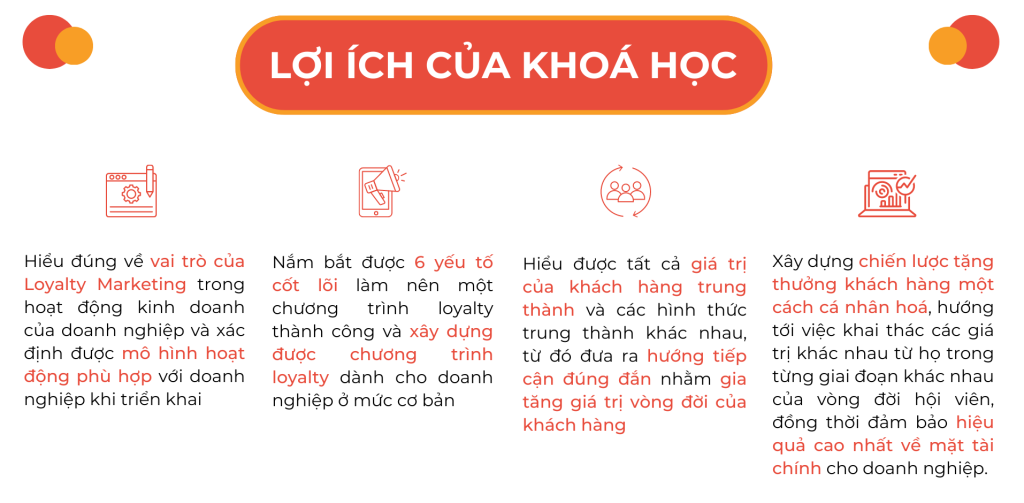 LỢI ÍCH CỦA KHOÁ HỌC
Hiểu đúng về vai trò của
Loyalty Marketing trong
hoạt động kinh doanh
của doanh nghiệp và xác
định được mô hình hoạt
động phù hợp với doanh
nghiệp khi triển khai
Nắm bắt được 6 yếu tố
cốt lõi làm nên một
chương trình loyalty
thành công và xây dựng
được chương trình
loyalty dành cho doanh
nghiệp ở mức cơ bản
Hiểu được tất cả giá trị
của khách hàng trung
thành và các hình thức
trung thành khác nhau,
từ đó đưa ra hướng tiếp
cận đúng đắn nhằm gia
tăng giá trị vòng đời của
khách hàng
Xây dựng chiến lược tặng
thưởng khách hàng một
cách cá nhân hoá, hướng
tới việc khai thác các giá
trị khác nhau từ họ trong
từng giai đoạn khác nhau
của vòng đời hội viên,
đồng thời đảm bảo hiệu
quả cao nhất về mặt tài
chính cho doanh nghiệp.